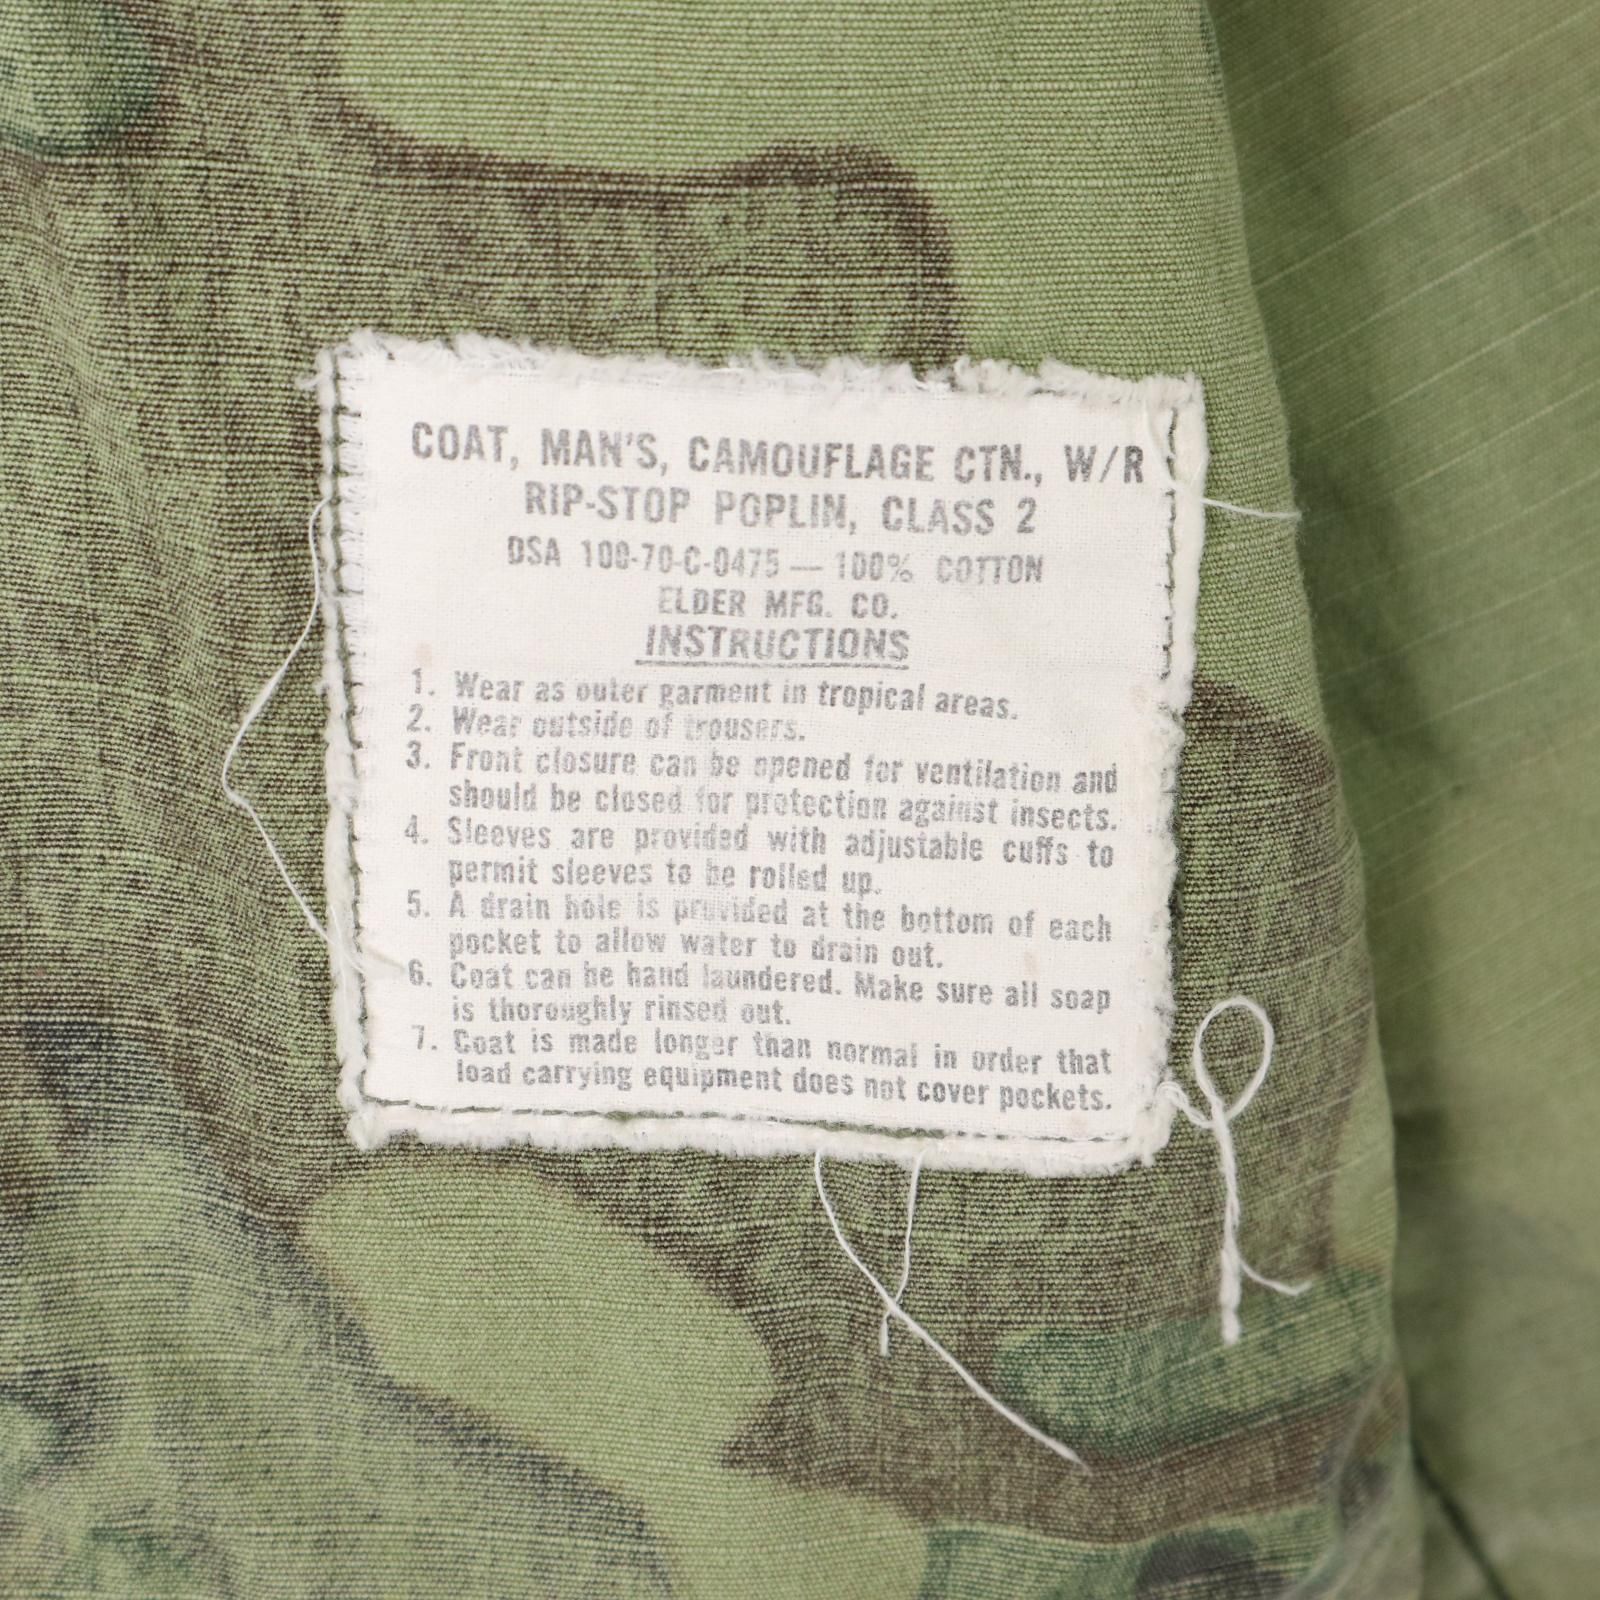 COAT, MAN'S, CAMOUFLAGE CTN., W/R
RIP-STOP POPLIN, CLASS 2
DSA 100-70-C-0475 — 100% COTTON
ELDER MFG. CO.
INSTRUCTIONS
1. Wear as outer garment in tropical areas.
2. Wear outside of trousers.
3. Front closure can be opened for ventilation and
should be closed for protection against insects.
4. Sleeves are provided with adjustable cuffs to
permit sleeves to be rolled up.
5. A drain hole is provided at the bottom of each
pocket to allow water to drain out.
6. Coat can be hand laundered. Make sure all soap
is thoroughly rinsed out.
7. Coat is made longer than normal in order that
load carrying equipment does not cover pockets.